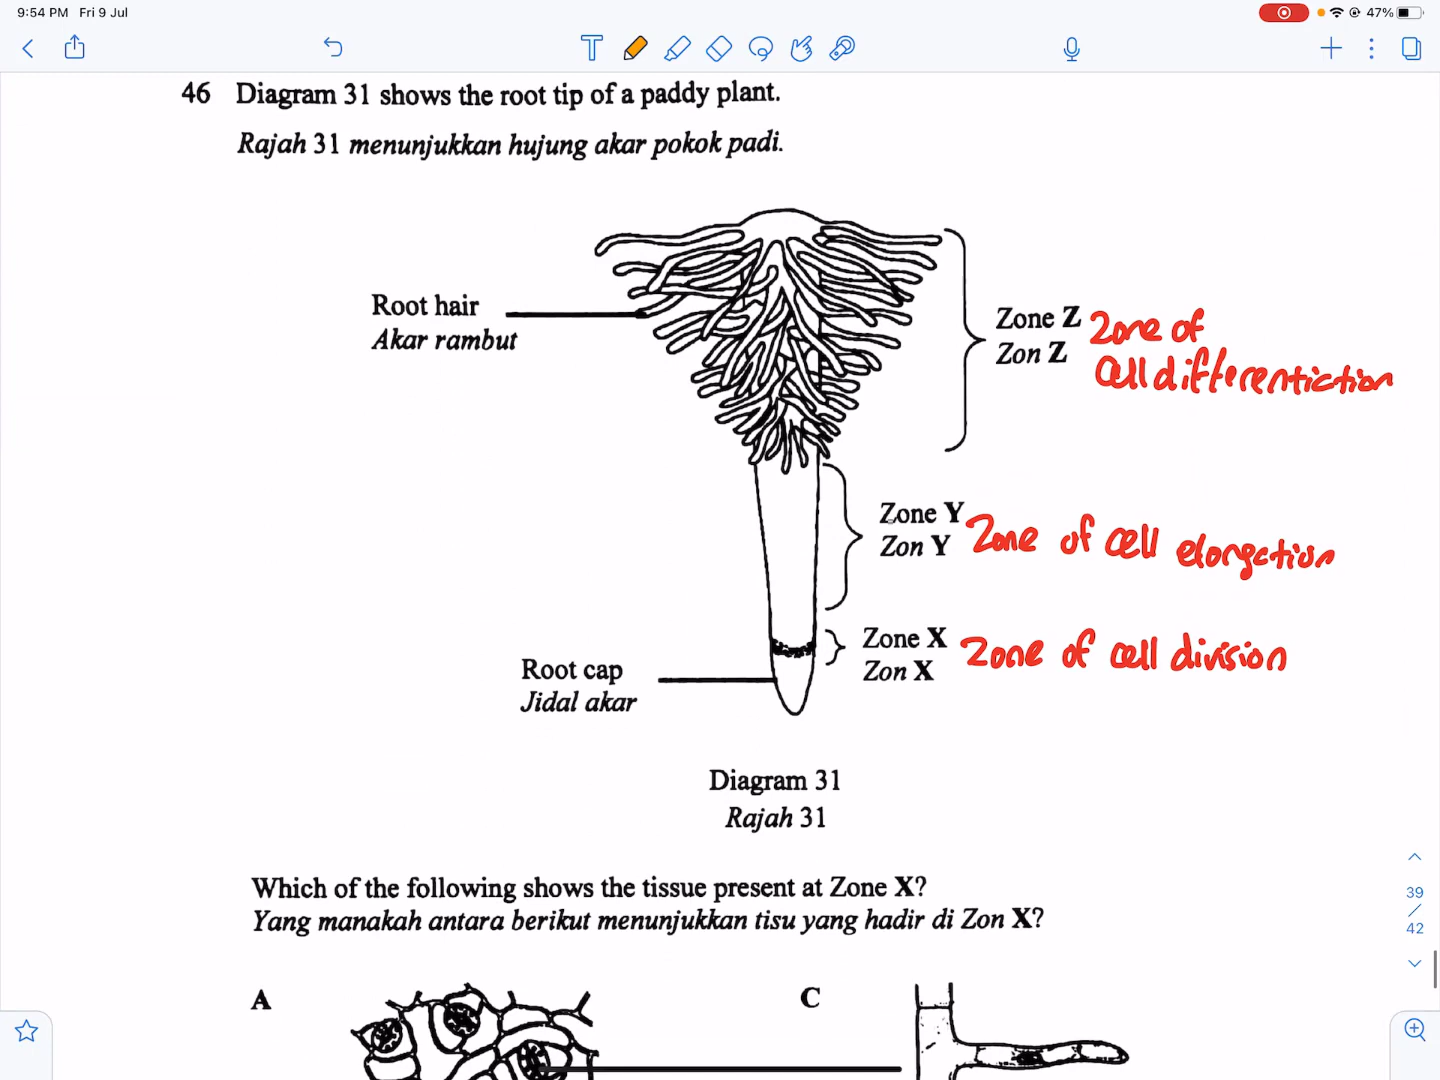 9:54 PM Fri 9 Jul
47%
46 Diagram 31 shows the root tip of a paddy plant.
Rajah 31 menunjukkan hujung akar pokok padi.
Root hair
Akar rambut
Zone Z
Zon Z
Zone of
Cell differentiation
Zone Y
Zon Y
Zone of cell elongation
Zone X
Zon X
Zone of cell division
Root cap
Jidal akar
Diagram 31
Rajah 31
Which of the following shows the tissue present at Zone X?
Yang manakah antara berikut menunjukkan tisu yang hadir di Zon X?
A
C
39
/
42